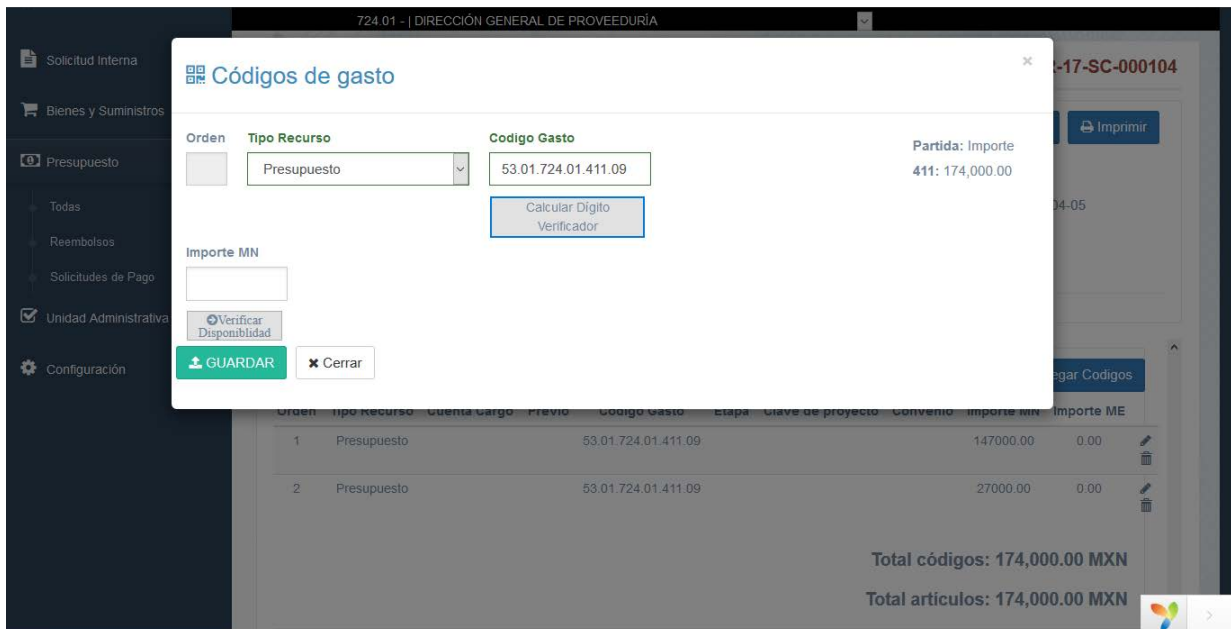 724.01 - | DIRECCIÓN GENERAL DE PROVEEDURÍA
Solicitud Interna
Bienes y Suministros
Presupuesto
Todas
Reembolsos
Solicitudes de Pago
Unidad Administrativa
Configuración
Códigos de gasto
×
-17-SC-000104
Imprimir
Orden
Tipo Recurso
Codigo Gasto
Partida: Importe
Presupuesto
53.01.724.01.411.09
411: 174,000.00
Calcular Dígito
Verificador
04-05
Importe MN
Verificar
Disponiblidad
GUARDAR
Cerrar
egar Codigos
Orden Tipo Recurso Cuenta Cargo Previo Codigo Gasto Etapa Clave de proyecto Convenio Importe MN Importe ME
1 Presupuesto 53.01.724.01.411.09 147000.00 0.00
2 Presupuesto 53.01.724.01.411.09 27000.00 0.00
Total códigos: 174,000.00 MXN
Total artículos: 174,000.00 MXN